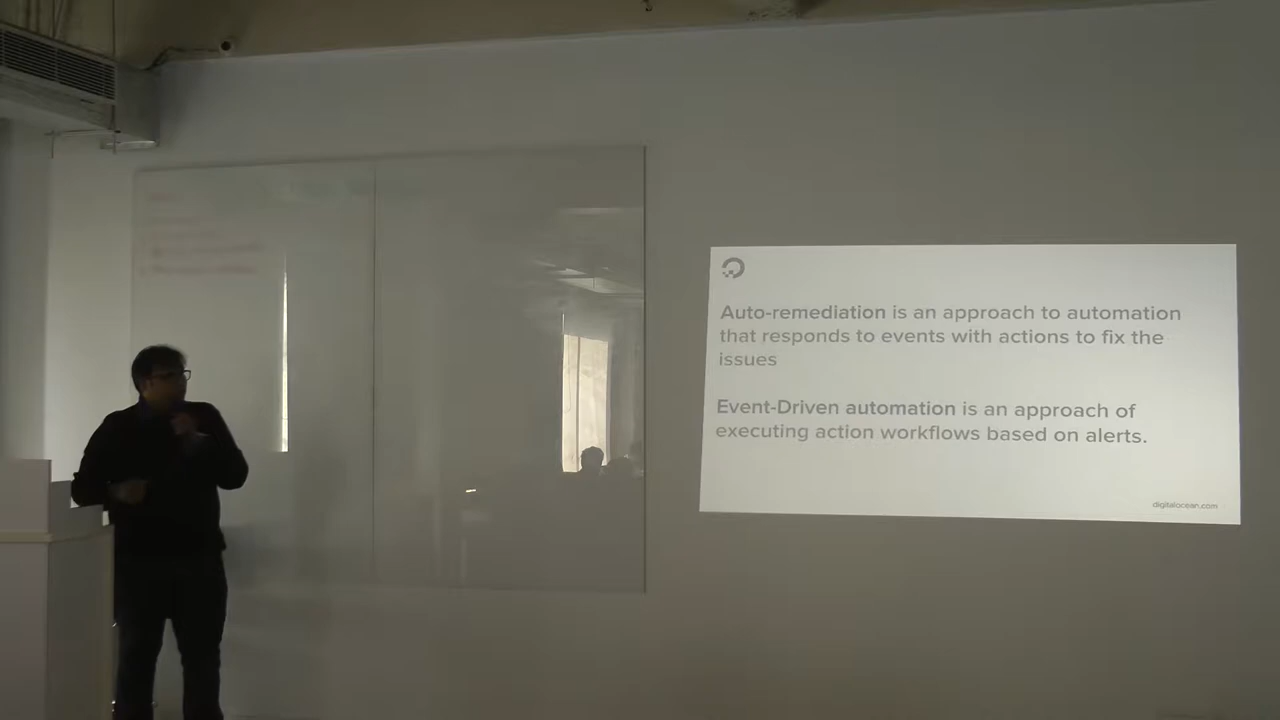 Auto-remediation is an approach to automation
that responds to events with actions to fix the
issues
Event-Driven automation is an approach of
executing action workflows based on alerts.
digitalocean.com